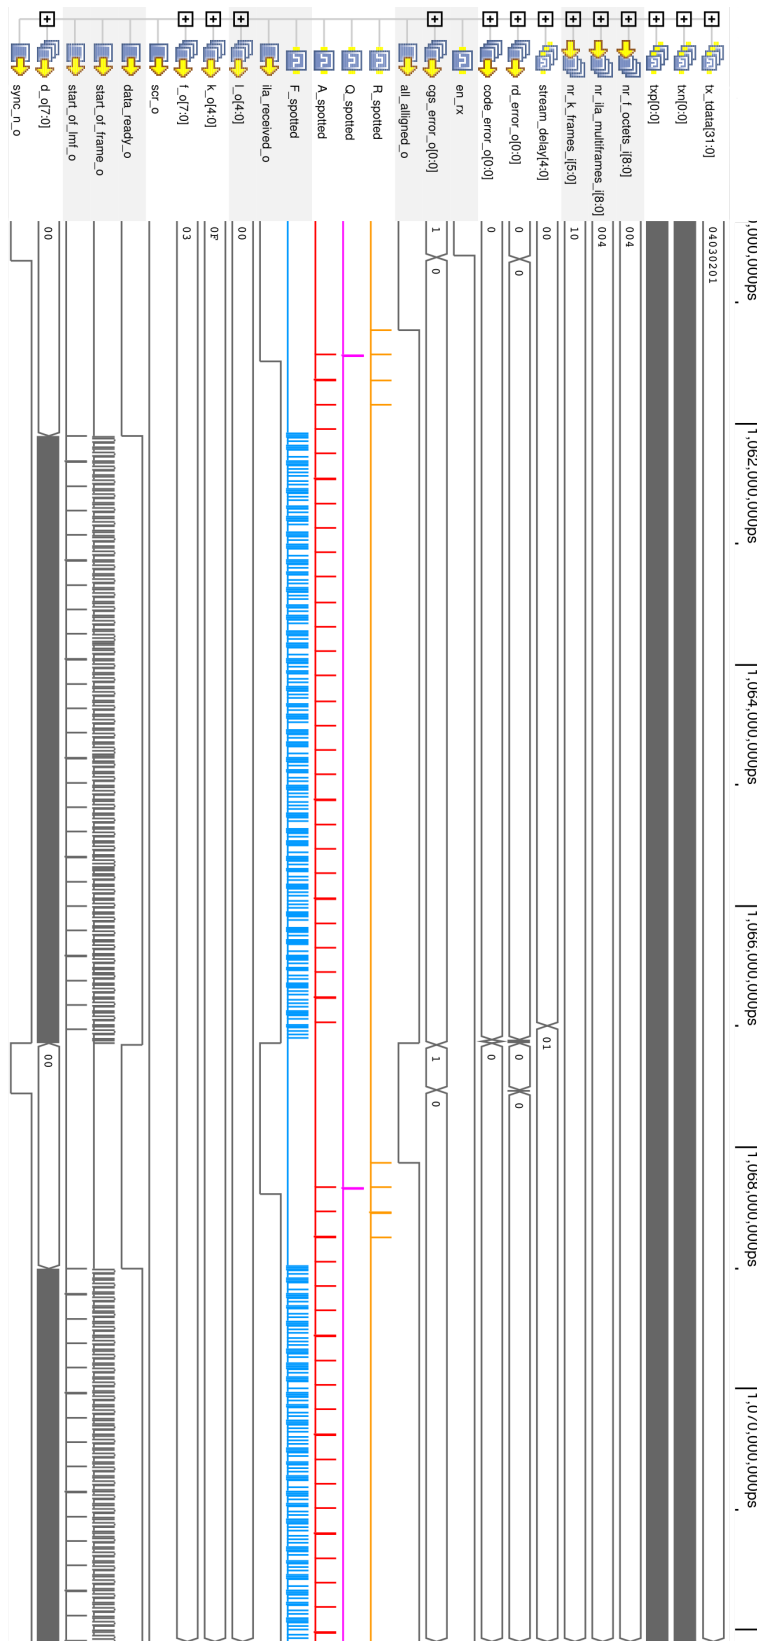 ,000,000ps 1,062,000,000ps 1,064,000,000ps 1,066,000,000ps 1,068,000,000ps 1,070,000,000ps
tx_tdata[31:0] 04030201
txn[0:0]
txp[0:0]
nr_f_octets_i[8:0] 004
nr_ila_multiframes_i[8:0] 004
nr_k_frames_i[5:0] 10
stream_delay[4:0] 00 01
rd_error_o[0:0] 0 0 0 0
code_error_o[0:0] 0 0
en_rx
cgs_error_o[0:0] 1 0 1 0
all_alligned_o
R_spotted
Q_spotted
A_spotted
F_spotted
ila_received_o
l_o[4:0] 00
k_o[4:0] 0F
f_o[7:0] 03
scr_o
data_ready_o
start_of_frame_o
start_of_lmf_o
d_o[7:0] 00 00
sync_n_o